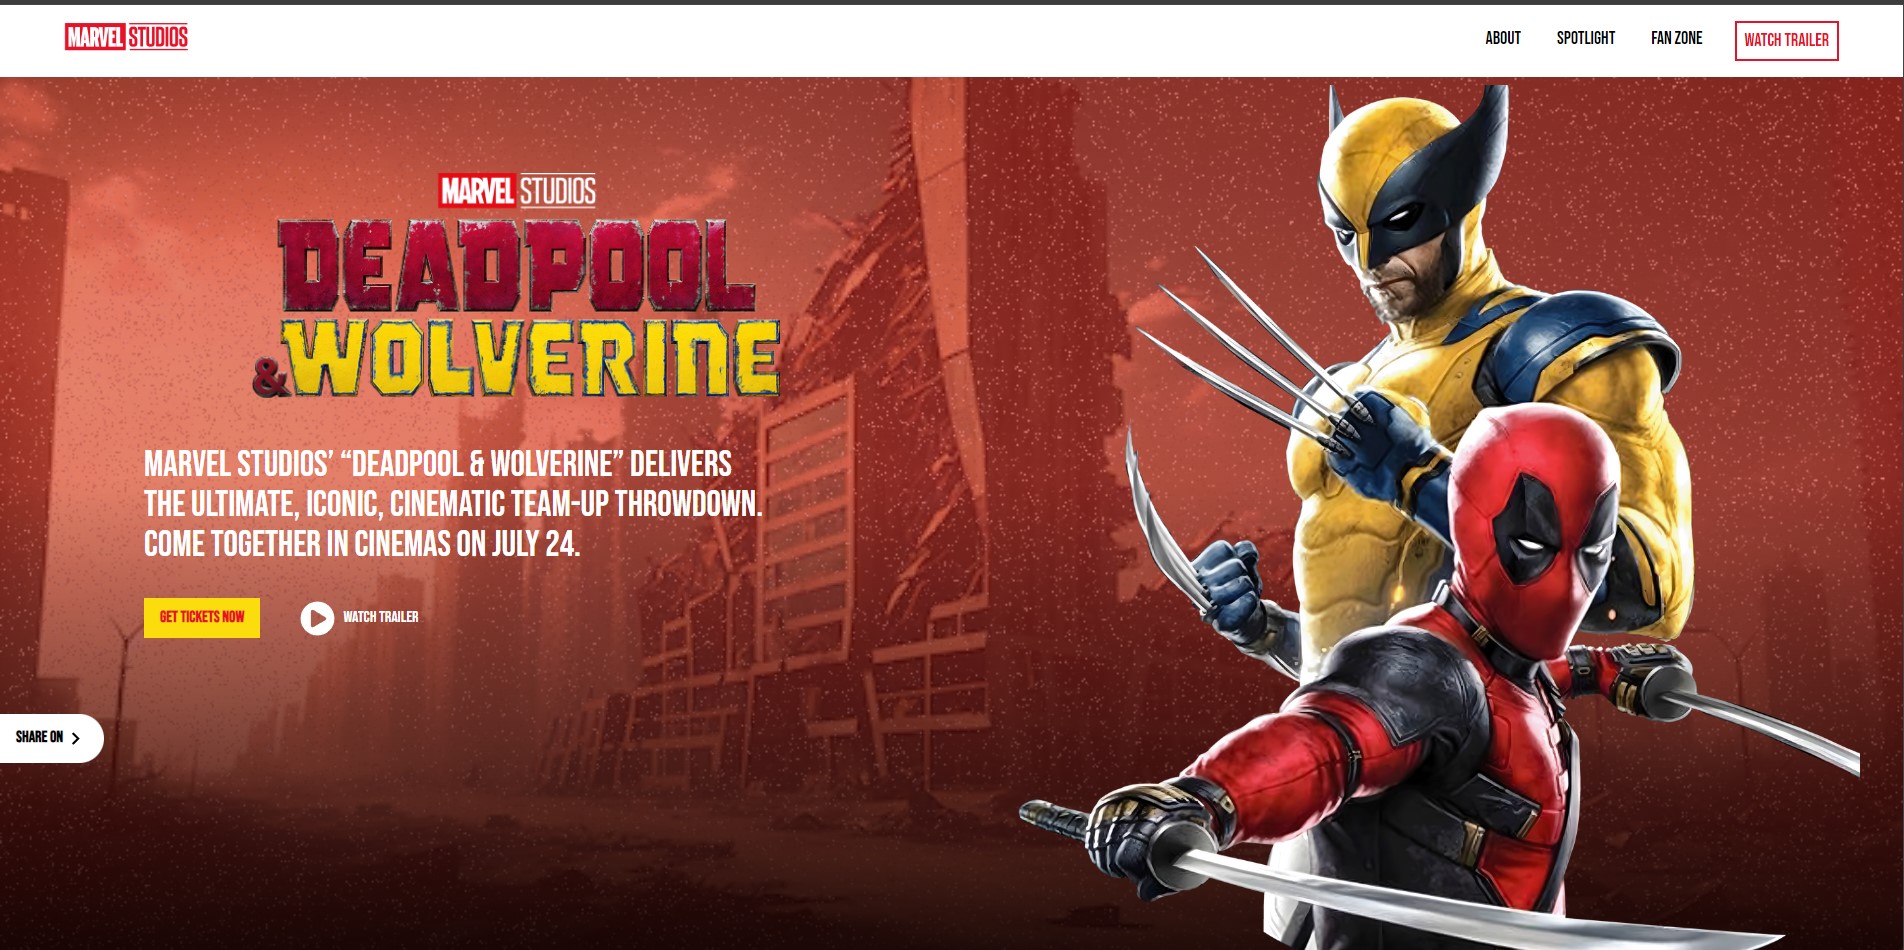 MARVEL STUDIOS
ABOUT
SPOTLIGHT
FAN ZONE
WATCH TRAILER
MARVEL STUDIOS
DEADPOOL
&WOLVERINE
MARVEL STUDIOS’ “DEADPOOL & WOLVERINE” DELIVERS
THE ULTIMATE, ICONIC, CINEMATIC TEAM-UP THROWDOWN.
COME TOGETHER IN CINEMAS ON JULY 24.
GET TICKETS NOW
WATCH TRAILER
SHARE ON